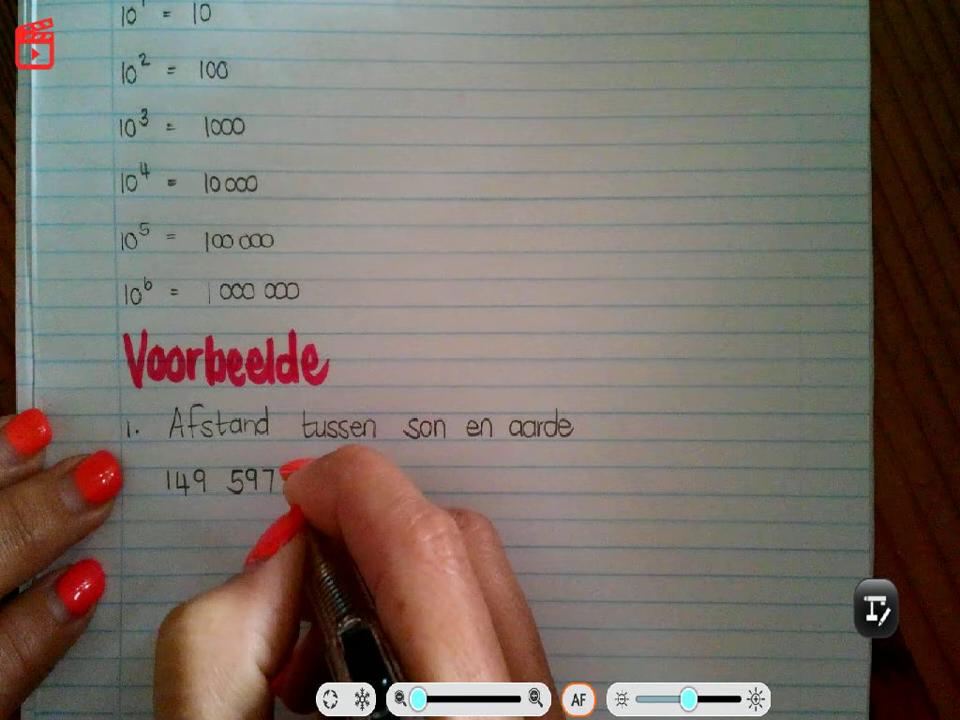 10¹ = 10
10² = 100
10³ = 1000
10⁴ = 10 000
10⁵ = 100 000
10⁶ = 1 000 000
Voorbeelde
1. Afstand tussen son en aarde
149 597
AF